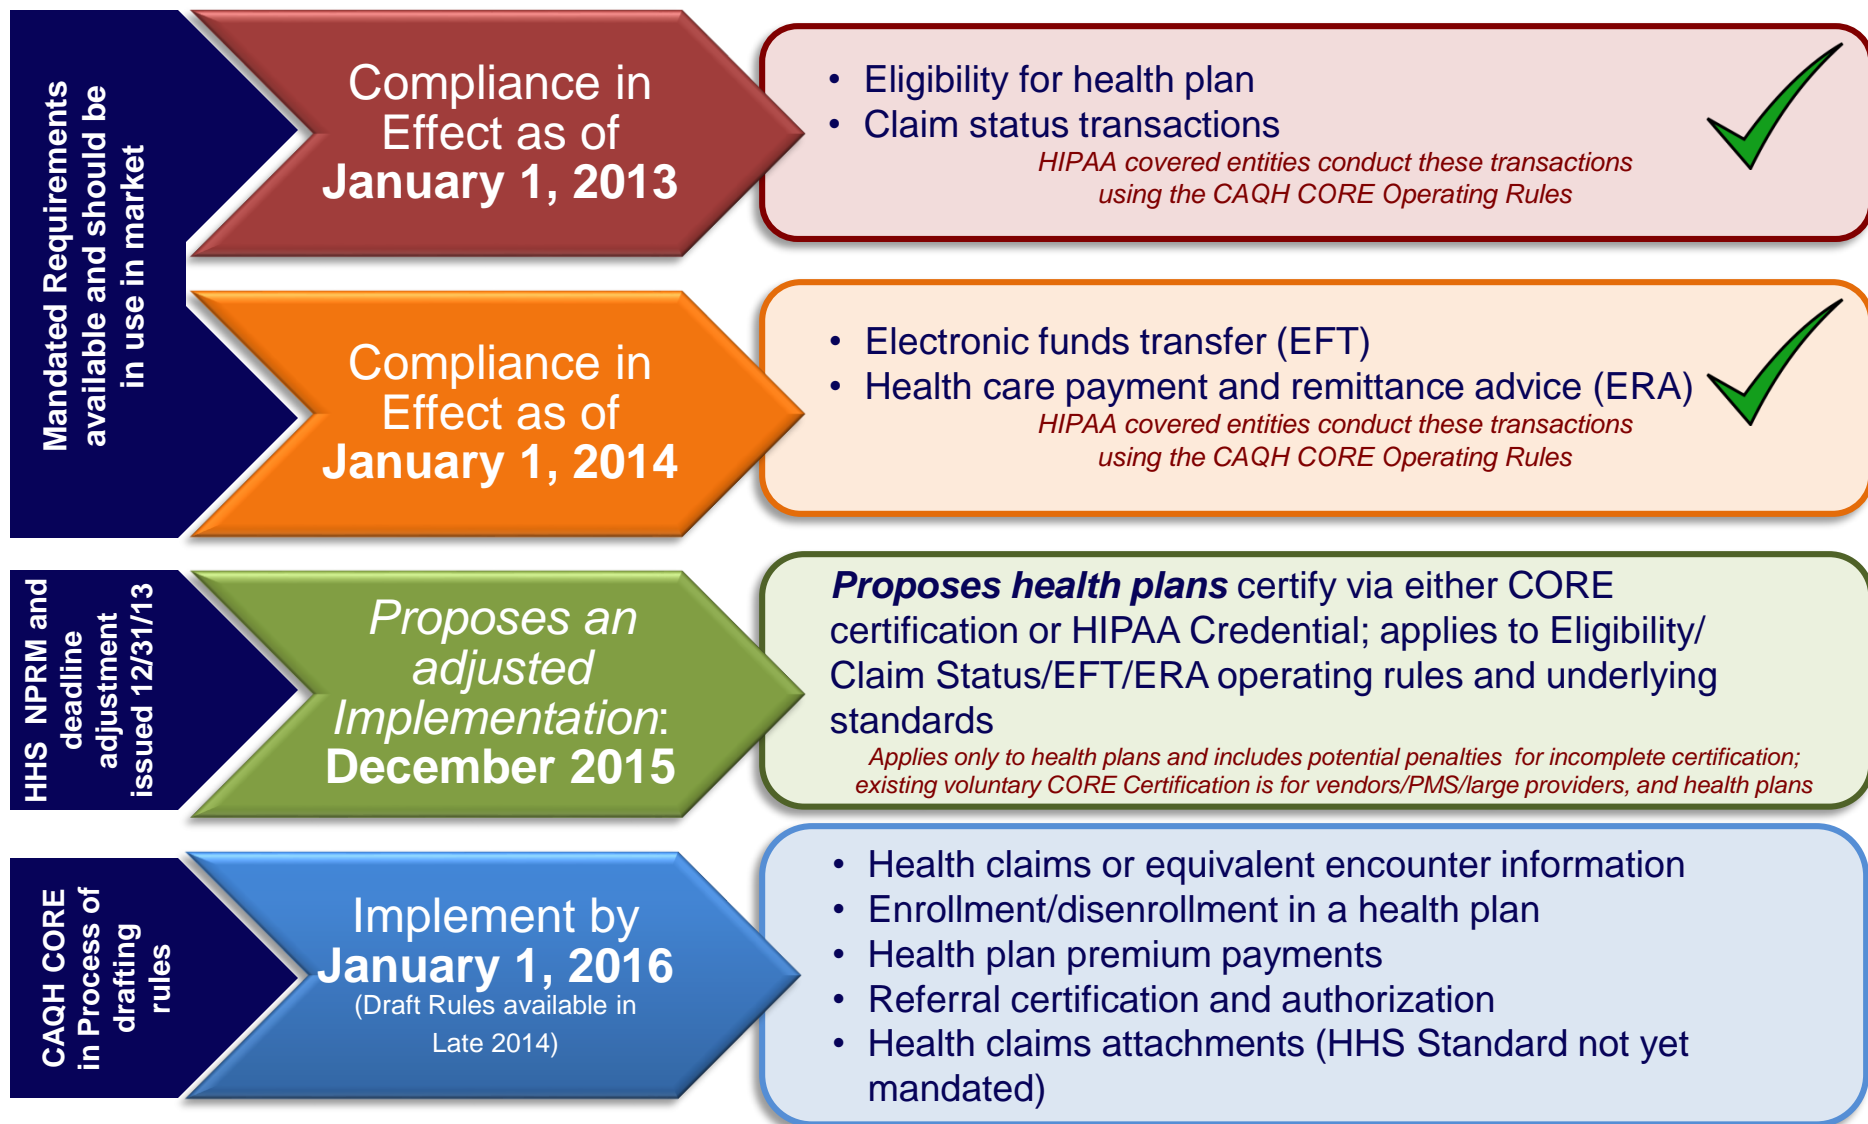 Mandated Requirements
available and should be
in use in market
Compliance in
Effect as of
January 1, 2013
• Eligibility for health plan
• Claim status transactions
HIPAA covered entities conduct these transactions
using the CAQH CORE Operating Rules
Compliance in
Effect as of
January 1, 2014
• Electronic funds transfer (EFT)
• Health care payment and remittance advice (ERA)
HIPAA covered entities conduct these transactions
using the CAQH CORE Operating Rules
HHS NPRM and
deadline
adjustment
issued 12/31/13
Proposes an
adjusted
Implementation:
December 2015
Proposes health plans certify via either CORE
certification or HIPAA Credential; applies to Eligibility/
Claim Status/EFT/ERA operating rules and underlying
standards
Applies only to health plans and includes potential penalties for incomplete certification;
existing voluntary CORE Certification is for vendors/PMS/large providers, and health plans
CAQH CORE
in Process of
drafting
rules
Implement by
January 1, 2016
(Draft Rules available in
Late 2014)
• Health claims or equivalent encounter information
• Enrollment/disenrollment in a health plan
• Health plan premium payments
• Referral certification and authorization
• Health claims attachments (HHS Standard not yet
mandated)